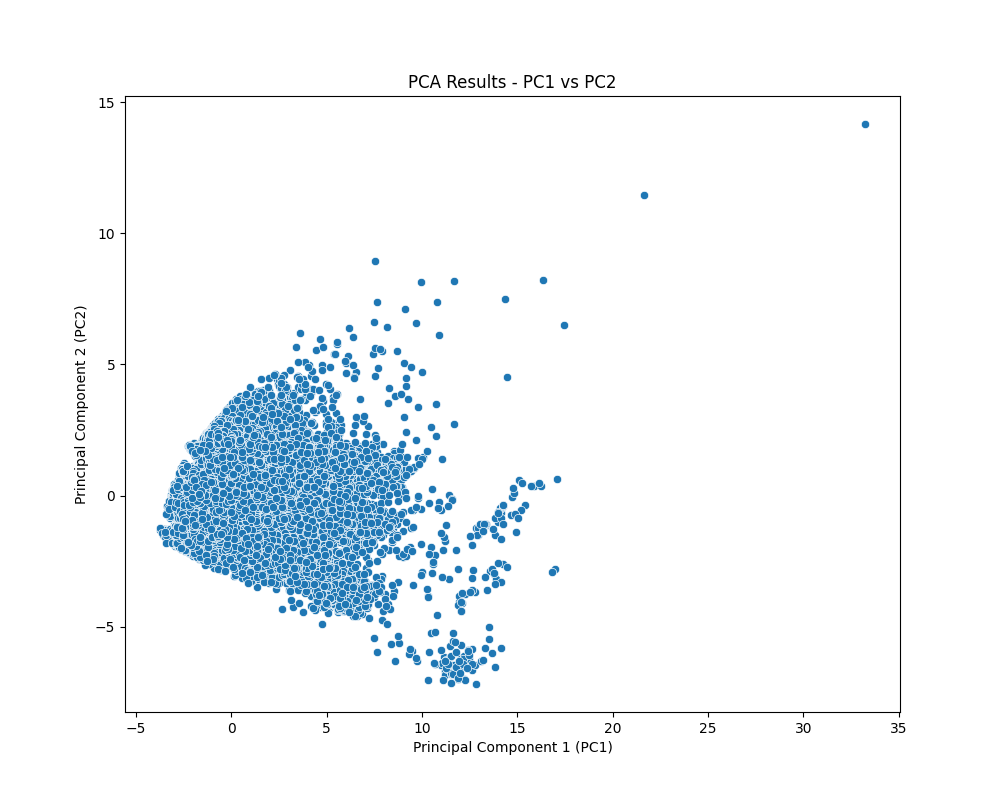 PCA Results - PC1 vs PC2
15
10
5
0
−5
Principal Component 2 (PC2)
−5 0 5 10 15 20 25 30 35
Principal Component 1 (PC1)